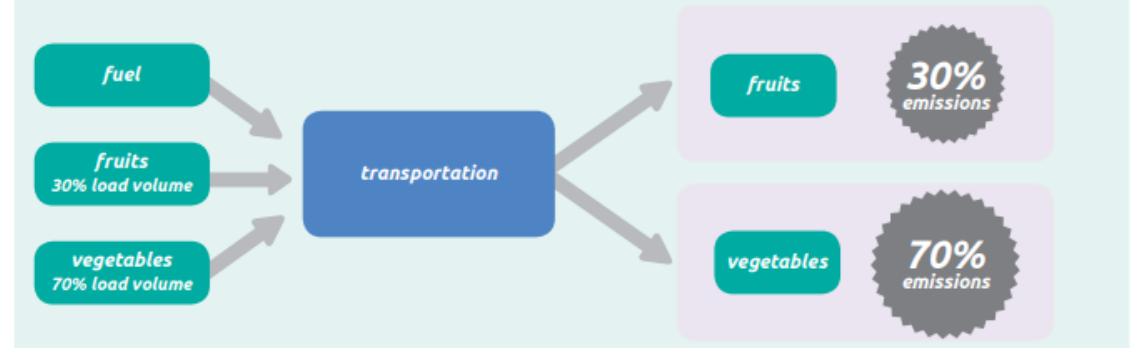 fuel
fruits
30% load volume
vegetables
70% load volume
transportation
fruits
30%
emissions
vegetables
70%
emissions